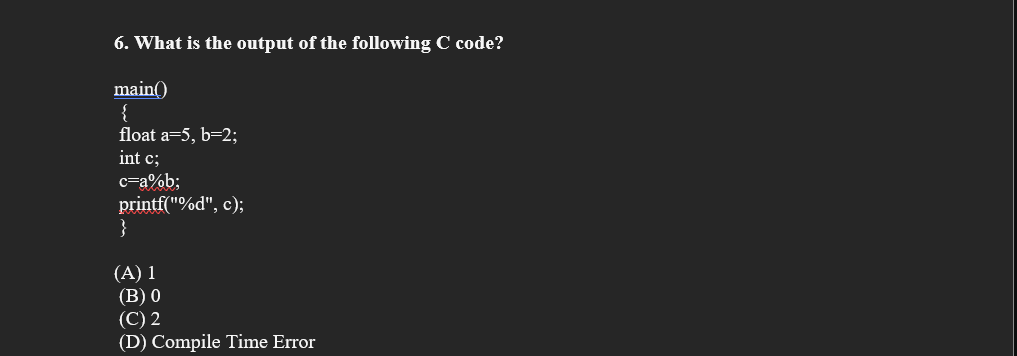 6. What is the output of the following C code?
main()
{
float a=5, b=2;
int c;
c=a%b;
printf("%d", c);
}
(A) 1
(B) 0
(C) 2
(D) Compile Time Error